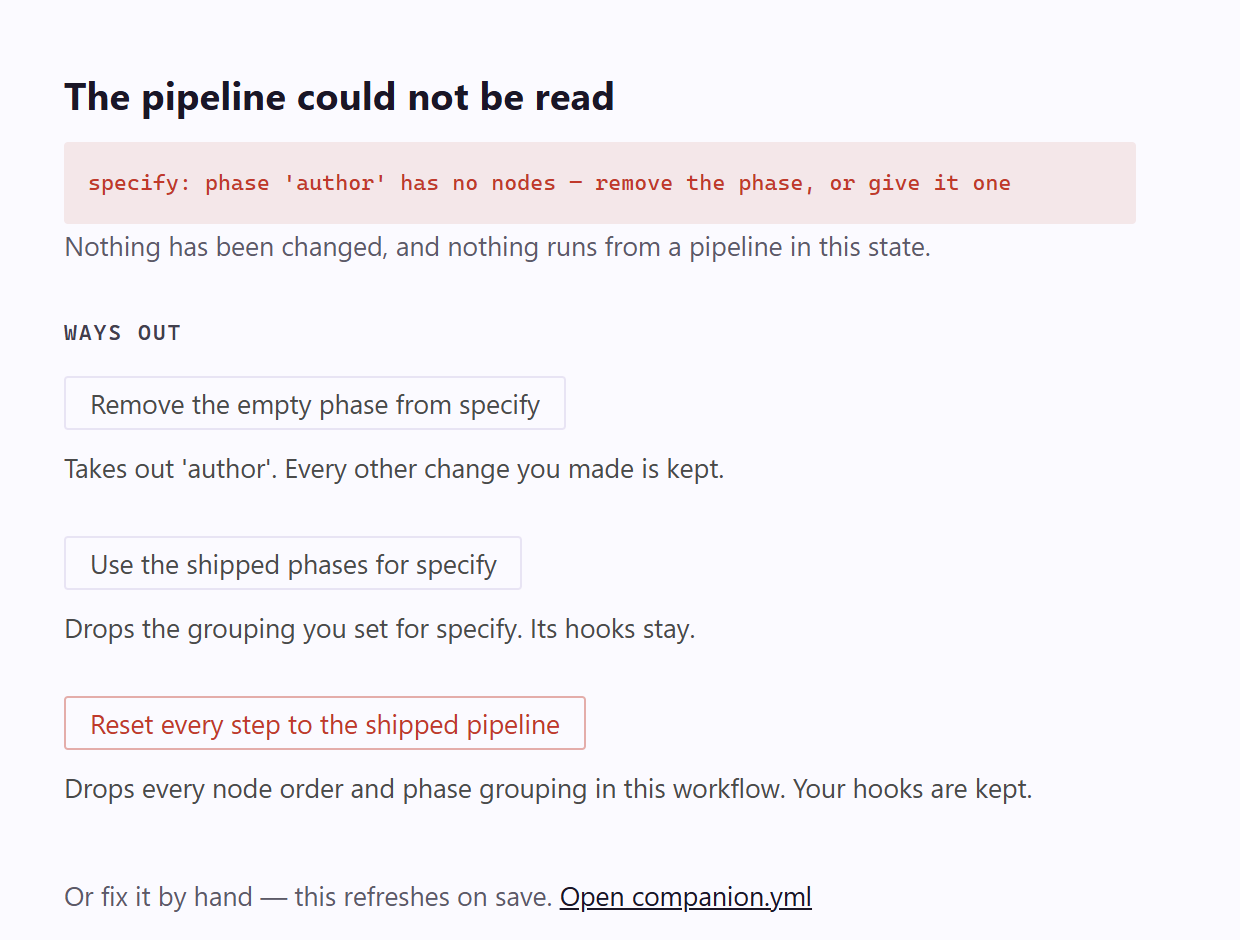 The pipeline could not be read
specify: phase 'author' has no nodes — remove the phase, or give it one
Nothing has been changed, and nothing runs from a pipeline in this state.
WAYS OUT
Remove the empty phase from specify
Takes out 'author'. Every other change you made is kept.
Use the shipped phases for specify
Drops the grouping you set for specify. Its hooks stay.
Reset every step to the shipped pipeline
Drops every node order and phase grouping in this workflow. Your hooks are kept.
Or fix it by hand — this refreshes on save. Open companion.yml